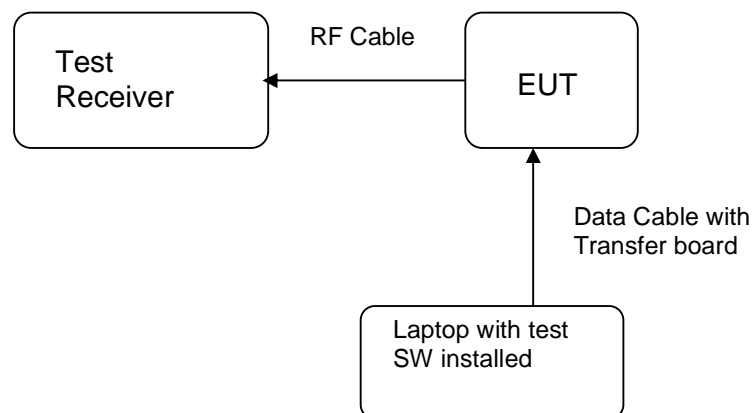 RF Cable
Test
Receiver
EUT
Data Cable with
Transfer board
Laptop with test
SW installed